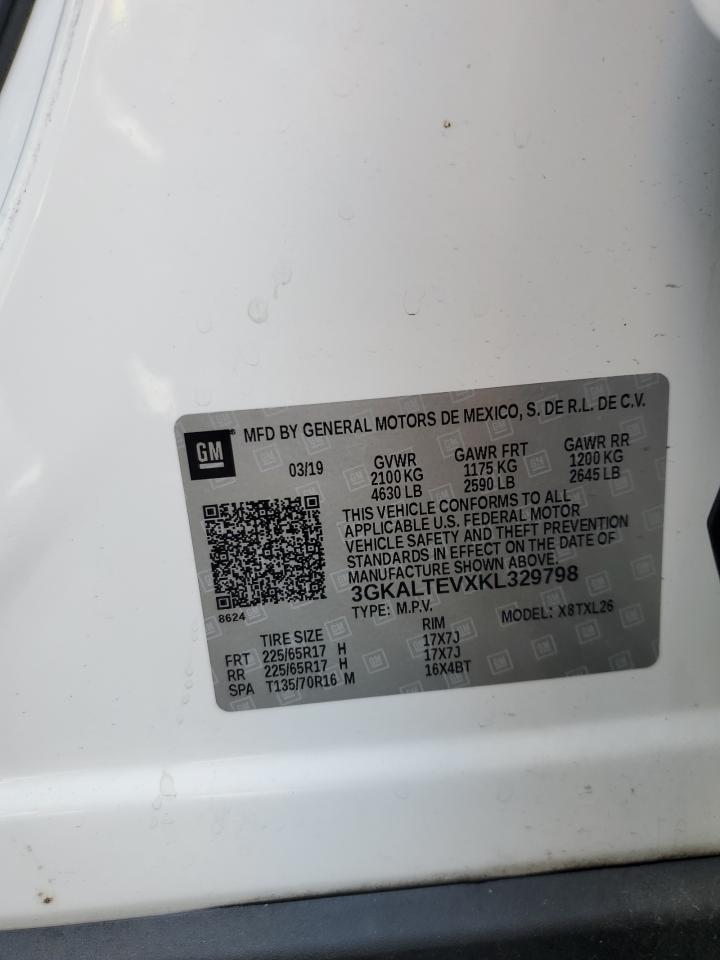 GM® MFD BY GENERAL MOTORS DE MEXICO, S. DE R.L. DE C.V.
03/19 GVWR GAWR FRT GAWR RR
2100 KG 1175 KG 1200 KG
4630 LB 2590 LB 2645 LB
THIS VEHICLE CONFORMS TO ALL
APPLICABLE U.S. FEDERAL MOTOR
VEHICLE SAFETY AND THEFT PREVENTION
STANDARDS IN EFFECT ON THE DATE OF
MANUFACTURE SHOWN ABOVE.
3GKALTEVXKL329798
8624
TYPE: M.P.V. MODEL: X8TXL26
TIRE SIZE RIM
FRT 225/65R17 H 17X7J
RR 225/65R17 H 17X7J
SPA T135/70R16 M 16X4BT